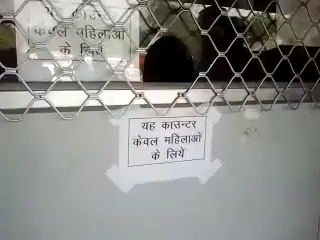 केवल महिलाओं
के लिये
यह काउन्टर
केवल महिलाओं
के लियें